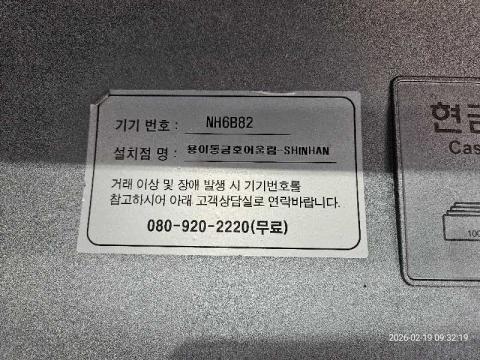 기기 번호 : NH6B82
설치점 명 : 용이동금호어울림-SHINHAN
거래 이상 및 장애 발생 시 기기번호를
참고하시어 아래 고객상담실로 연락바랍니다.
080-920-2220(무료)
현금
Cas
100
2026-02-19 09:32:19